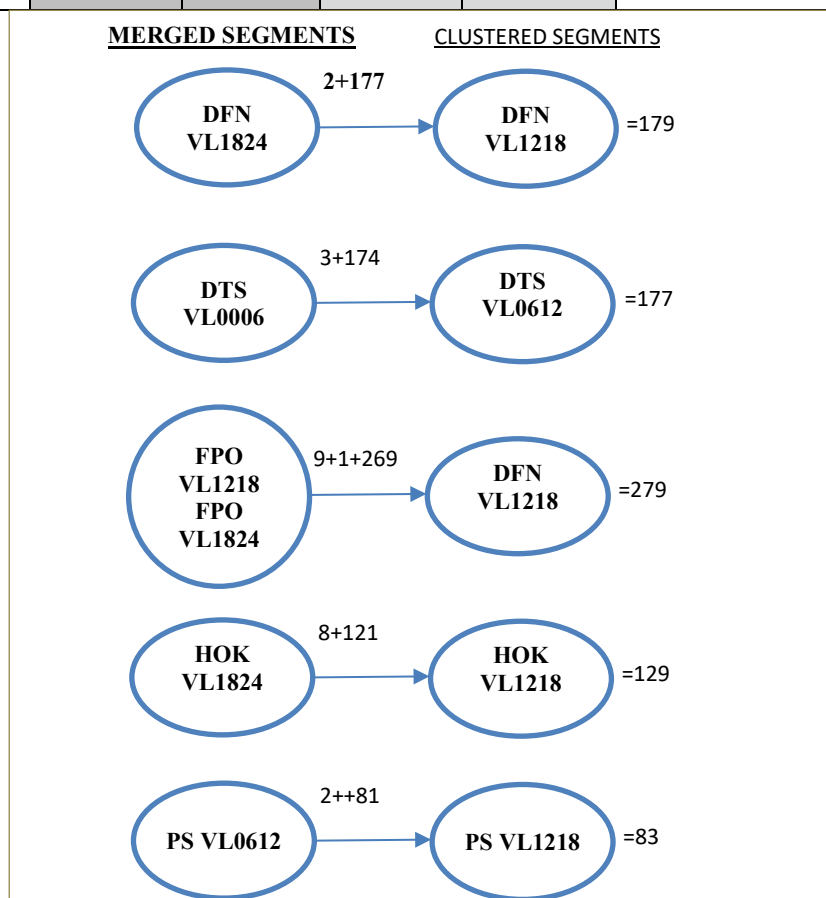 MERGED SEGMENTS CLUSTERED SEGMENTS
2+177
DFN
VL1824
DFN
VL1218
=179
3+174
DTS
VL0006
DTS
VL0612
=177
9+1+269
FPO
VL1218
FPO
VL1824
DFN
VL1218
=279
8+121
HOK
VL1824
HOK
VL1218
=129
2++81
PS VL0612
PS VL1218
=83